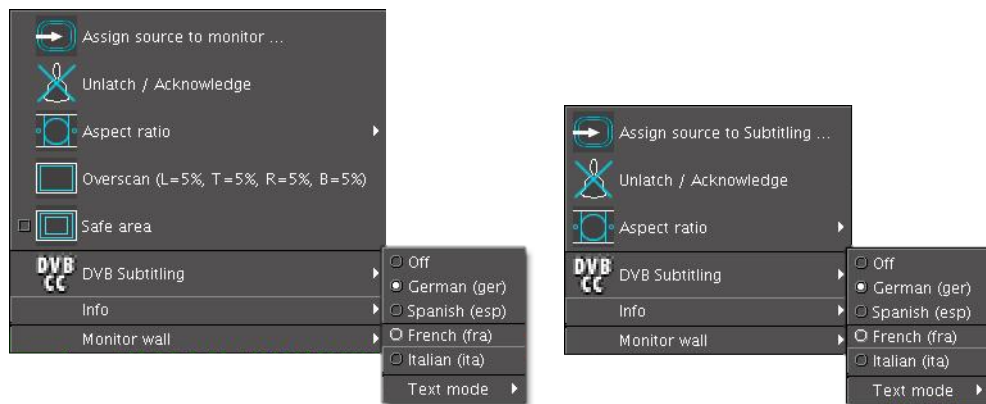 Assign source to monitor ...
Unlatch / Acknowledge
Aspect ratio
Overscan (L=5%, T=5%, R=5%, B=5%)
Safe area
DVB
CC
DVB Subtitling
Info
Monitor wall
Off
German (ger)
Spanish (esp)
French (fra)
Italian (ita)
Text mode
Assign source to Subtitling ...
Unlatch / Acknowledge
Aspect ratio
DVB
CC
DVB Subtitling
Info
Monitor wall
Off
German (ger)
Spanish (esp)
French (fra)
Italian (ita)
Text mode